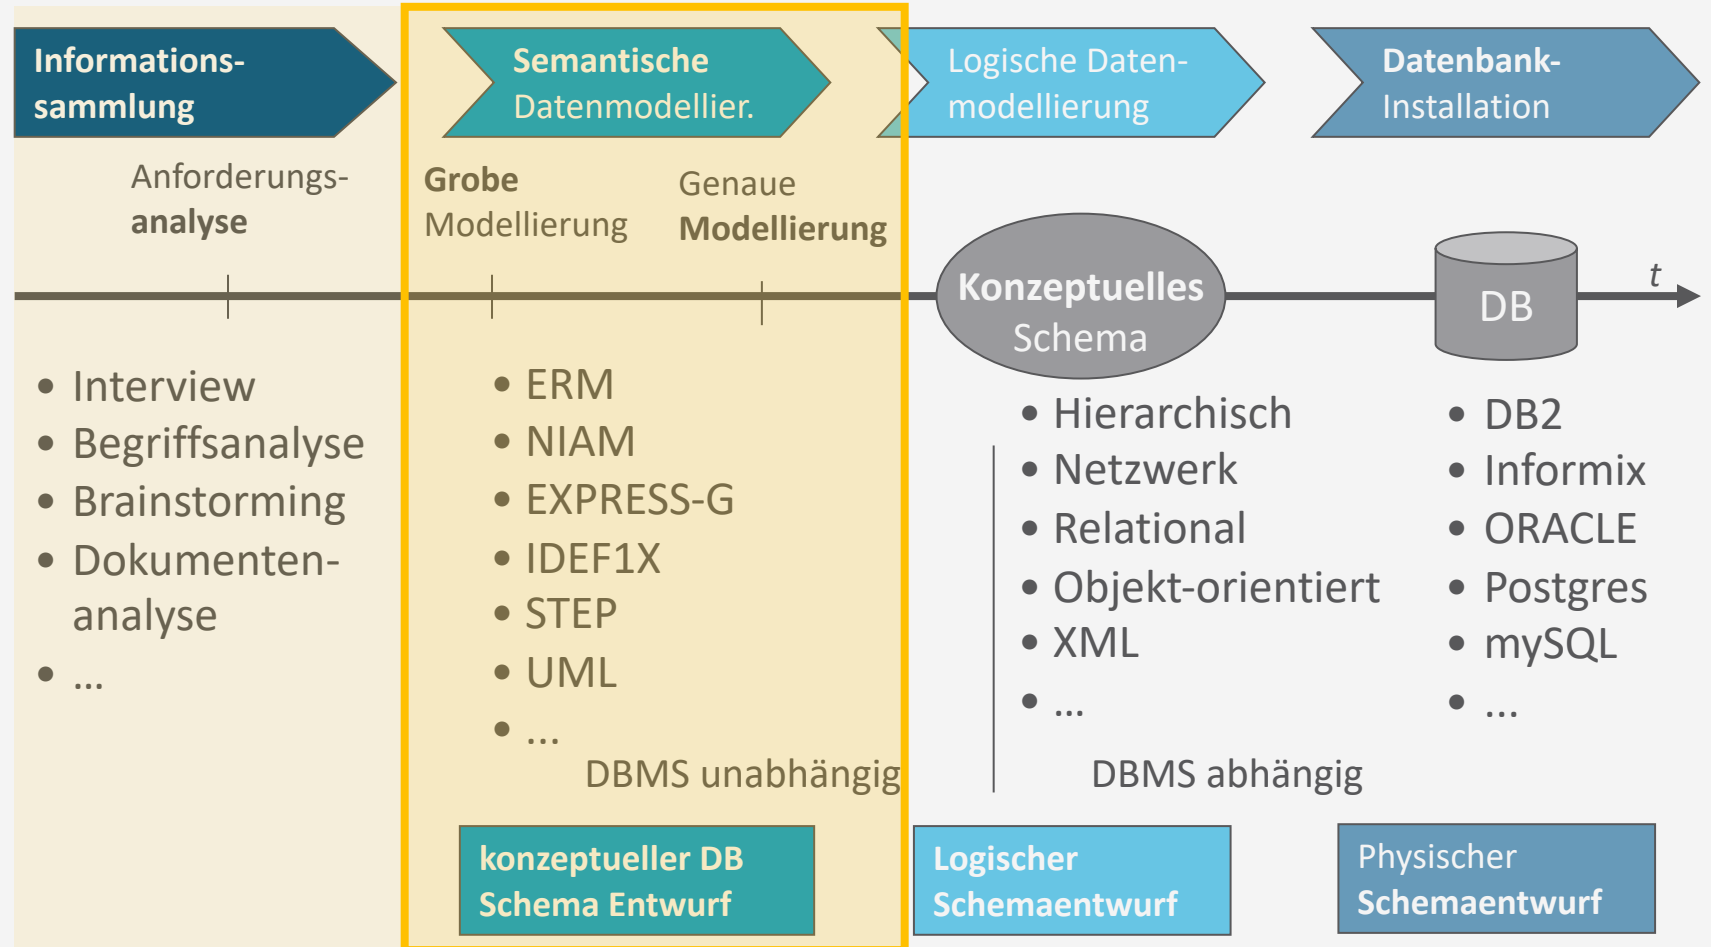 Informations-
sammlung
Semantische
Datenmodellier.
Logische Daten-
modellierung
Datenbank-
Installation
Anforderungs-
analyse
Grobe
Modellierung
Genaue
Modellierung
Konzeptuelles
Schema
DB
t
• Interview
• Begriffsanalyse
• Brainstorming
• Dokumenten-
analyse
• ...
• ERM
• NIAM
• EXPRESS-G
• IDEF1X
• STEP
• UML
• ...
DBMS unabhängig
• Hierarchisch
• Netzwerk
• Relational
• Objekt-orientiert
• XML
• ...
DBMS abhängig
• DB2
• Informix
• ORACLE
• Postgres
• mySQL
• ...
konzeptueller DB
Schema Entwurf
Logischer
Schemaentwurf
Physischer
Schemaentwurf